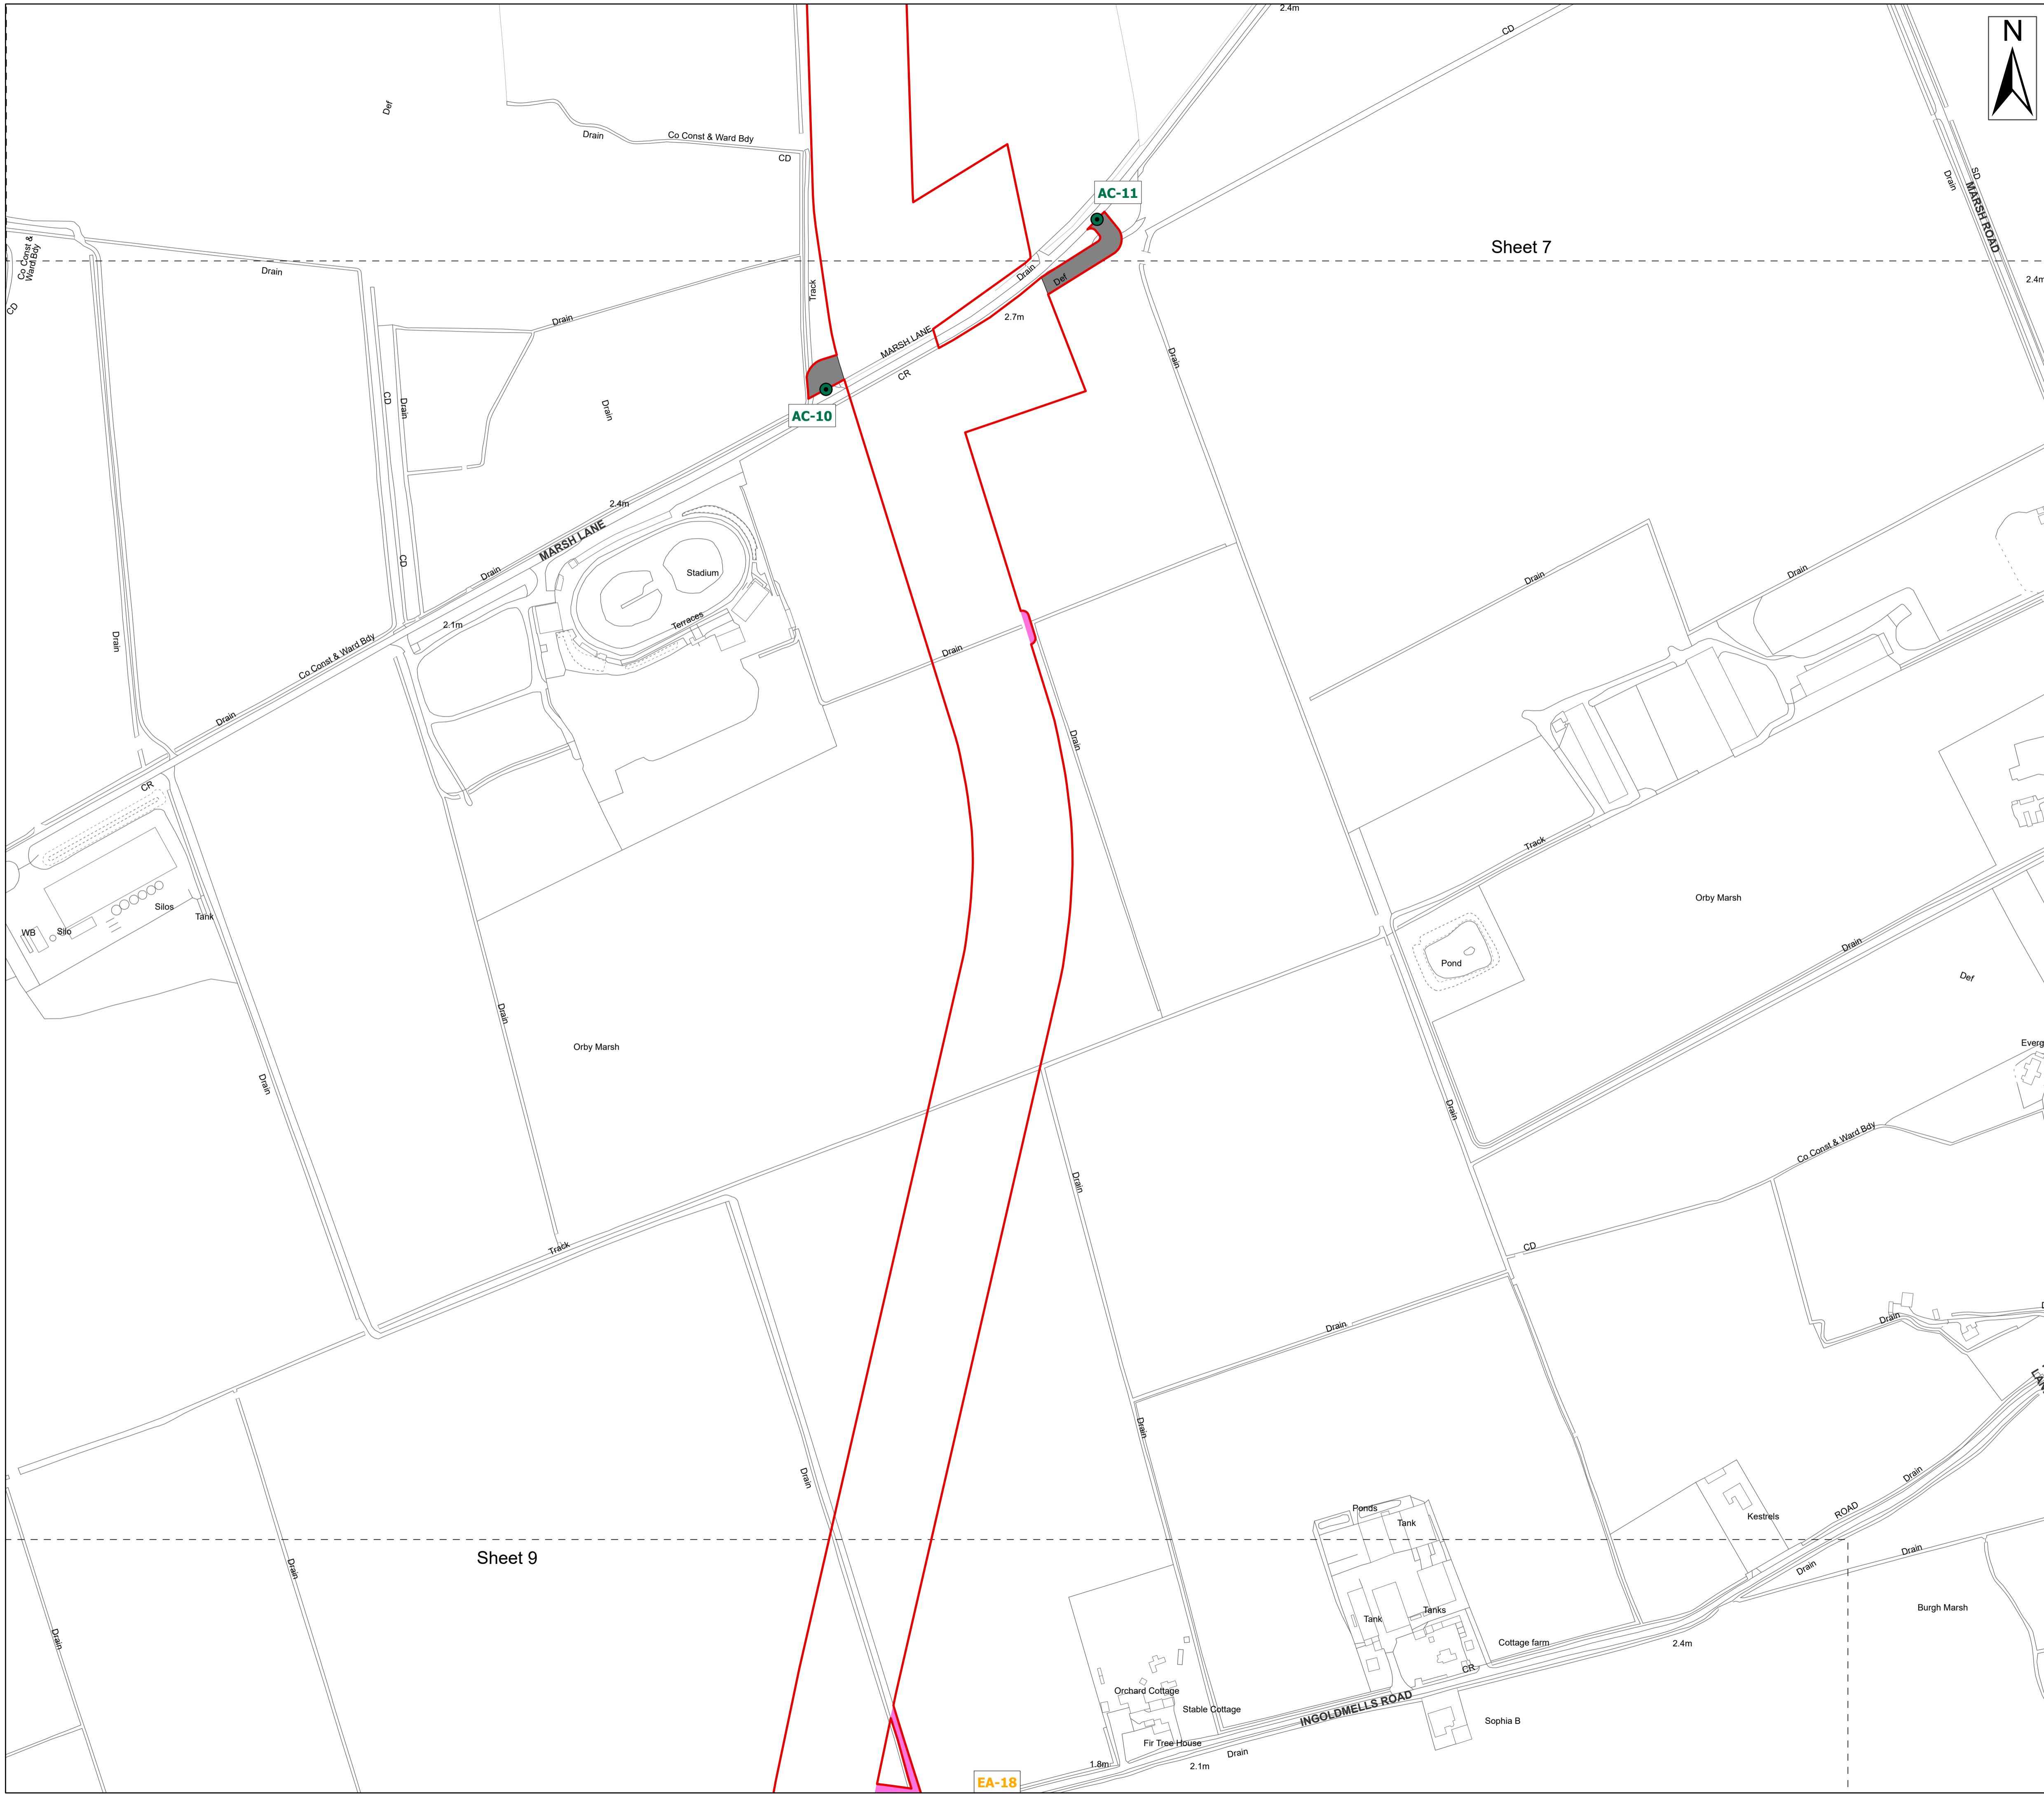 2.4m
N
CD
Def
Drain
Co Const & Ward Bdy
CD
SD
Drain
MARSH ROAD
AC-11
Sheet 7
Co Const &
Ward Bdy
CD
Drain
Track
Drain
Def
2.4m
Drain
2.7m
MARSH LANE
CR
Drain
CD
Drain
Drain
AC-10
2.4m
MARSH LANE
Drain
CD
Stadium
Terraces
Drain
Drain
2.1m
Drain
Co Const & Ward Bdy
Drain
Drain
Drain
CR
Track
Silos
Tank
WB
Silo
Orby Marsh
Pond
Drain
Def
Drain
Orby Marsh
Everg
Drain
Drain
Co Const & Ward Bdy
Drain
Track
CD
Drain
Drain
LAN
Drain
Drain
Drain
Ponds
Tank
ROAD
Kestrels
Sheet 9
Drain
Drain
Drain
Tank
Tanks
Burgh Marsh
Drain
Cottage farm
2.4m
CR
Orchard Cottage
Stable Cottage
INGOLDMELLS ROAD
Sophia B
Fir Tree House
Drain
1.8m
2.1m
EA-18